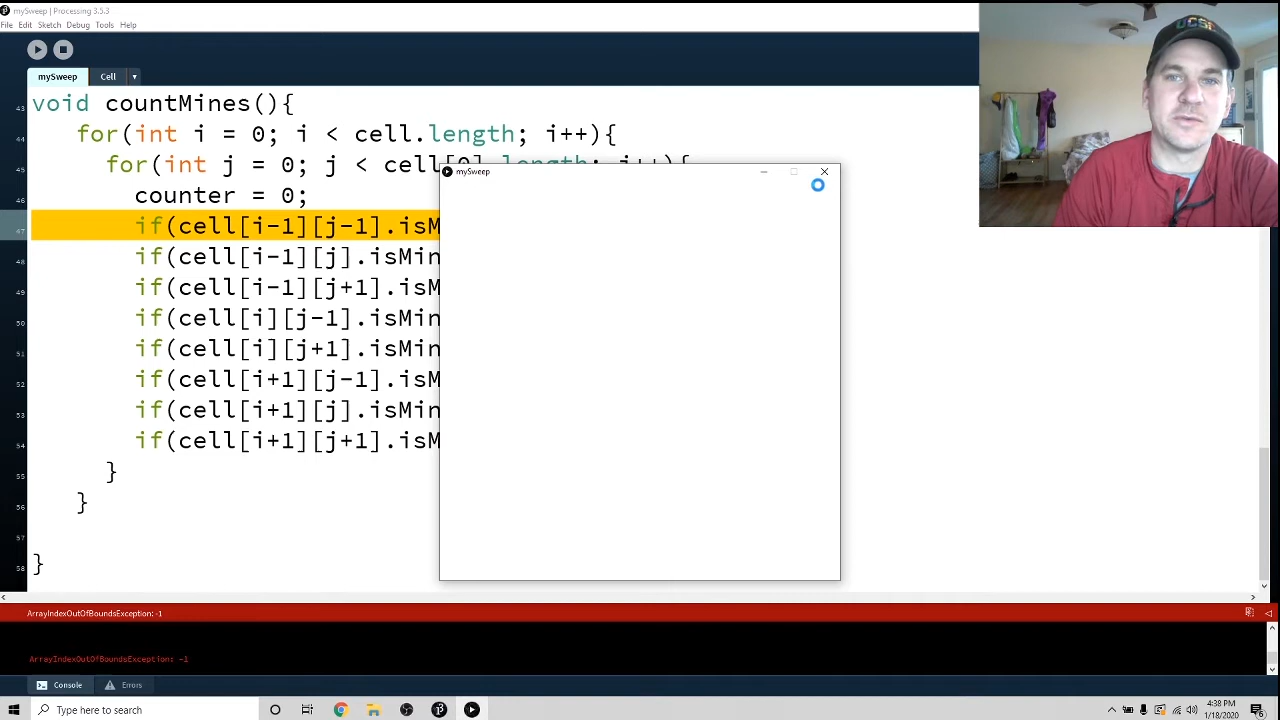 mySweep | Processing 3.5.3
File Edit Sketch Debug Tools Help
mySweep Cell
43 void countMines(){
44 for(int i = 0; i < cell.length; i++){
45 for(int j = 0; j < cell[0].length; j++){
46 counter = 0;
47 if(cell[i-1][j-1].isM
48 if(cell[i-1][j].isMin
49 if(cell[i-1][j+1].isM
50 if(cell[i][j-1].isMin
51 if(cell[i][j+1].isMin
52 if(cell[i+1][j-1].isM
53 if(cell[i+1][j].isMin
54 if(cell[i+1][j+1].isM
55 }
56 }
57
58 }
mySweep
UCSD
ArrayIndexOutOfBoundsException: -1
ArrayIndexOutOfBoundsException: -1
Console Errors
Type here to search
4:38 PM
1/18/2020
6